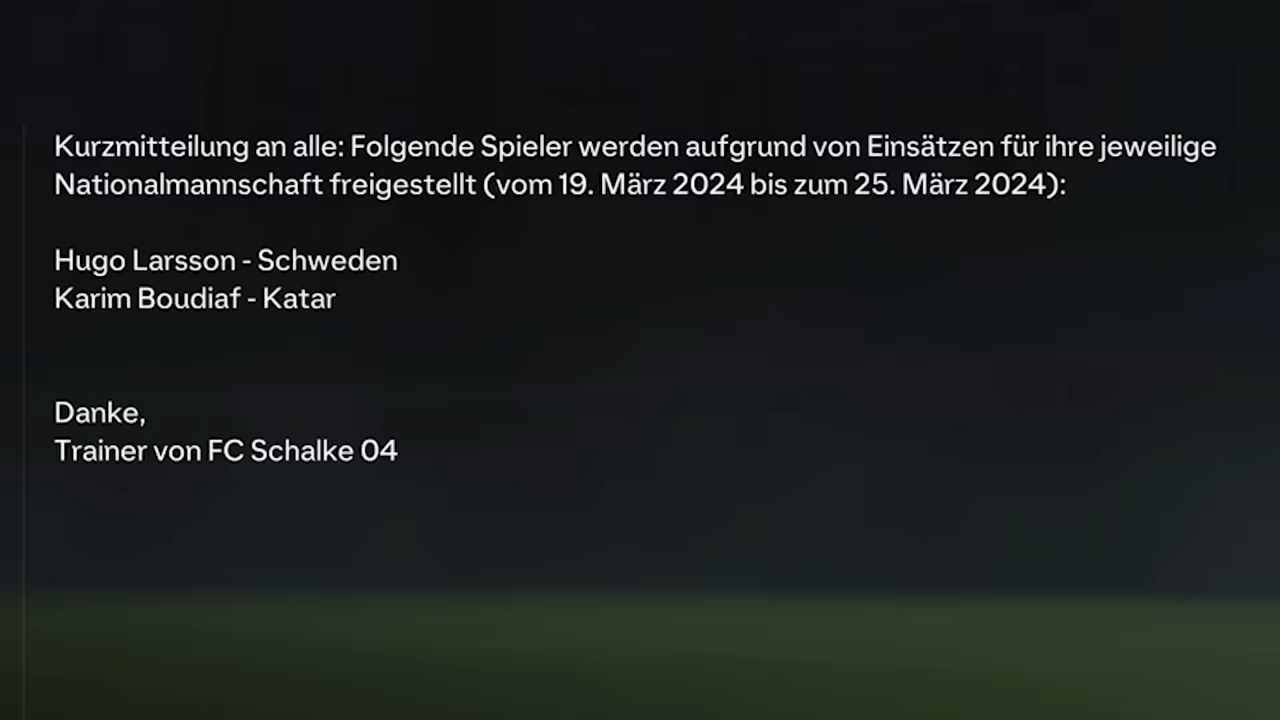 Kurzmitteilung an alle: Folgende Spieler werden aufgrund von Einsätzen für ihre jeweilige
Nationalmannschaft freigestellt (vom 19. März 2024 bis zum 25. März 2024):
Hugo Larsson - Schweden
Karim Boudiaf - Katar
Danke,
Trainer von FC Schalke 04